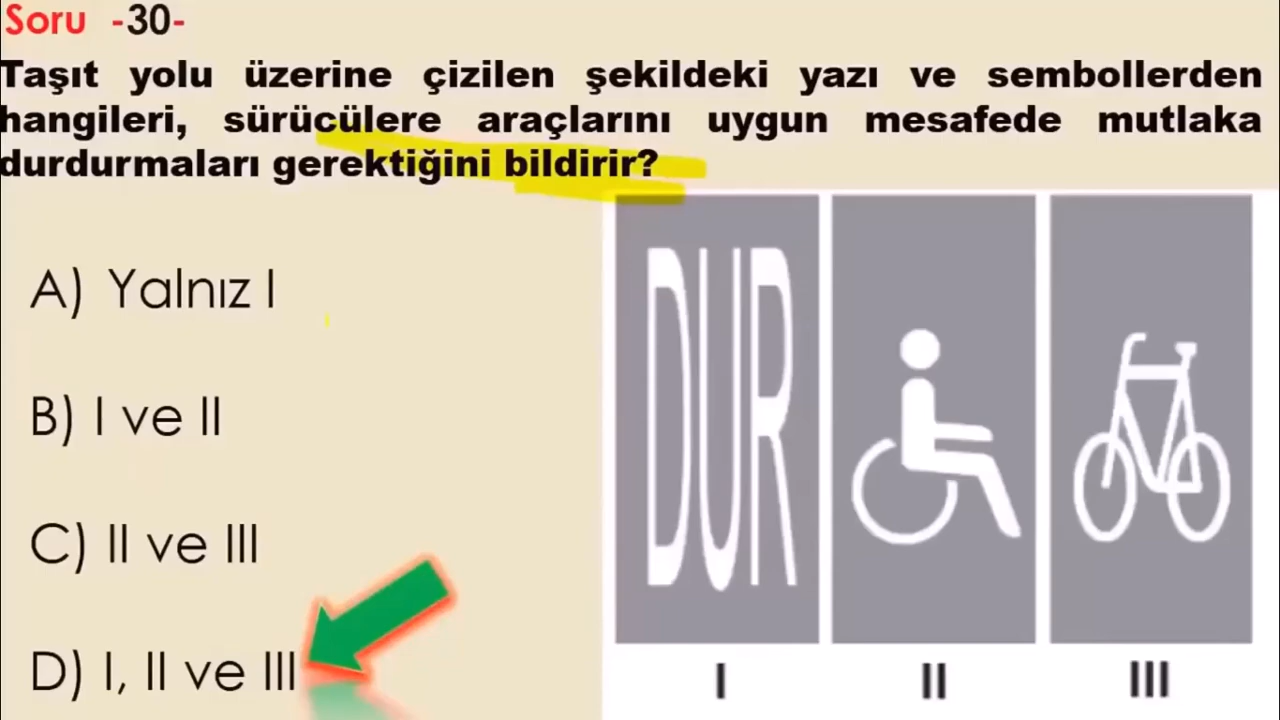 Soru -30-
Taşıt yolu üzerine çizilen şekildeki yazı ve sembollerden
hangileri, sürücülere araçlarını uygun mesafede mutlaka
durdurmaları gerektiğini bildirir?
A) Yalnız I
B) I ve II
C) II ve III
D) I, II ve III
DUR
I
II
III